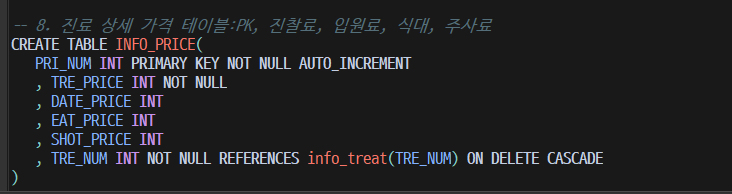 -- 8. 진료 상세 가격 테이블:PK, 진찰료, 입원료, 식대, 주사료
CREATE TABLE INFO_PRICE(
PRI_NUM INT PRIMARY KEY NOT NULL AUTO_INCREMENT
, TRE_PRICE INT NOT NULL
, DATE_PRICE INT
, EAT_PRICE INT
, SHOT_PRICE INT
, TRE_NUM INT NOT NULL REFERENCES info_treat(TRE_NUM) ON DELETE CASCADE
)